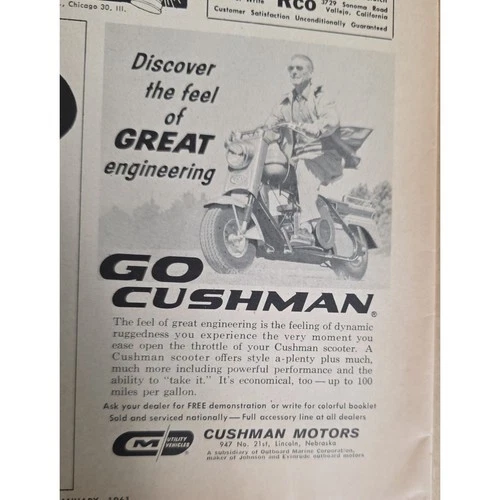 , Chicago 30, Ill.
Rco
3729 Sonoma Road
Vallejo, California
Customer Satisfaction Unconditionally Guaranteed
Discover
the feel
of
GREAT
engineering
GO
CUSHMAN®
The feel of great engineering is the feeling of dynamic
ruggedness you experience the very moment you
ease open the throttle of your Cushman scooter. A
Cushman scooter offers style a-plenty plus much,
much more including powerful performance and the
ability to "take it." It's economical, too — up to 100
miles per gallon.
Ask your dealer for FREE demonstration or write for colorful booklet
Sold and serviced nationally — Full accessory line at all dealers
CM UTILITY VEHICLES
CUSHMAN MOTORS
947 No. 21st, Lincoln, Nebraska
A subsidiary of Outboard Marine Corporation,
maker of Johnson and Evinrude outboard motors
JANUARY, 1961